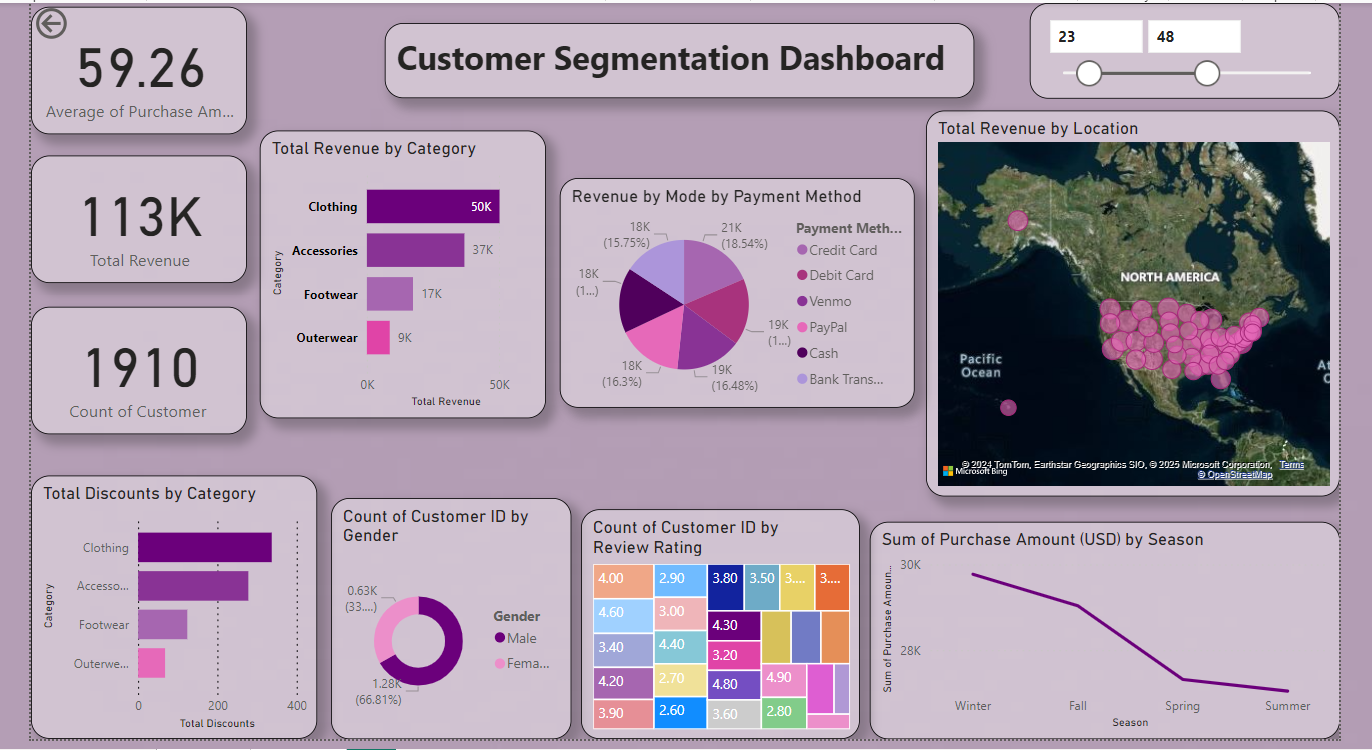 59.26
Average of Purchase Am...
Customer Segmentation Dashboard
23
48
113K
Total Revenue
1910
Count of Customer
Total Revenue by Category
Category
Clothing
50K
Accessories
37K
Footwear
17K
Outerwear
9K
0K
50K
Total Revenue
Revenue by Mode by Payment Method
18K
(15.75%)
21K
(18.54%)
18K
(1...)
19K
(1...)
18K
(16.3%)
19K
(16.48%)
Payment Meth...
Credit Card
Debit Card
Venmo
PayPal
Cash
Bank Trans...
Total Revenue by Location
NORTH AMERICA
Pacific
Ocean
At
O
© 2024 TomTom, Earthstar Geographics SIO, © 2025 Microsoft Corporation, Terms
Microsoft Bing
© OpenStreetMap
Total Discounts by Category
Category
Clothing
Accesso...
Footwear
Outerwe...
0
200
400
Total Discounts
Count of Customer ID by
Gender
0.63K
(33....)
1.28K
(66.81%)
Gender
Male
Fema...
Count of Customer ID by
Review Rating
4.00
2.90
3.80
3.50
3....
3....
4.60
3.00
4.30
3.40
4.40
3.20
4.20
2.70
4.80
4.90
3.90
2.60
3.60
2.80
Sum of Purchase Amount (USD) by Season
Sum of Purchase Amoun...
30K
28K
Winter
Fall
Spring
Summer
Season